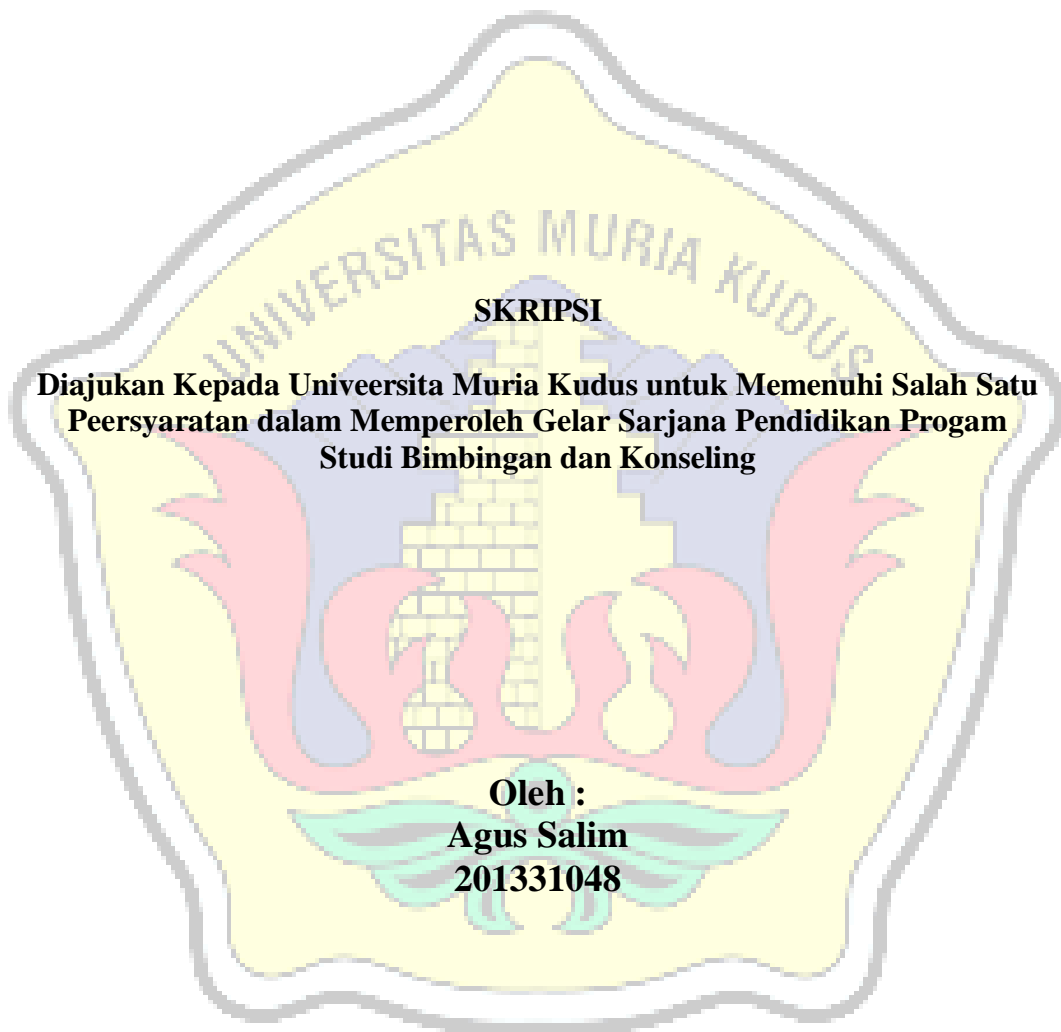 UNIVERSITAS MURIA KUDUS
SKRIPSI
Diajukan Kepada Univeersita Muria Kudus untuk Memenuhi Salah Satu
Peersyaratan dalam Memperoleh Gelar Sarjana Pendidikan Progam
Studi Bimbingan dan Konseling
Oleh :
Agus Salim
201331048